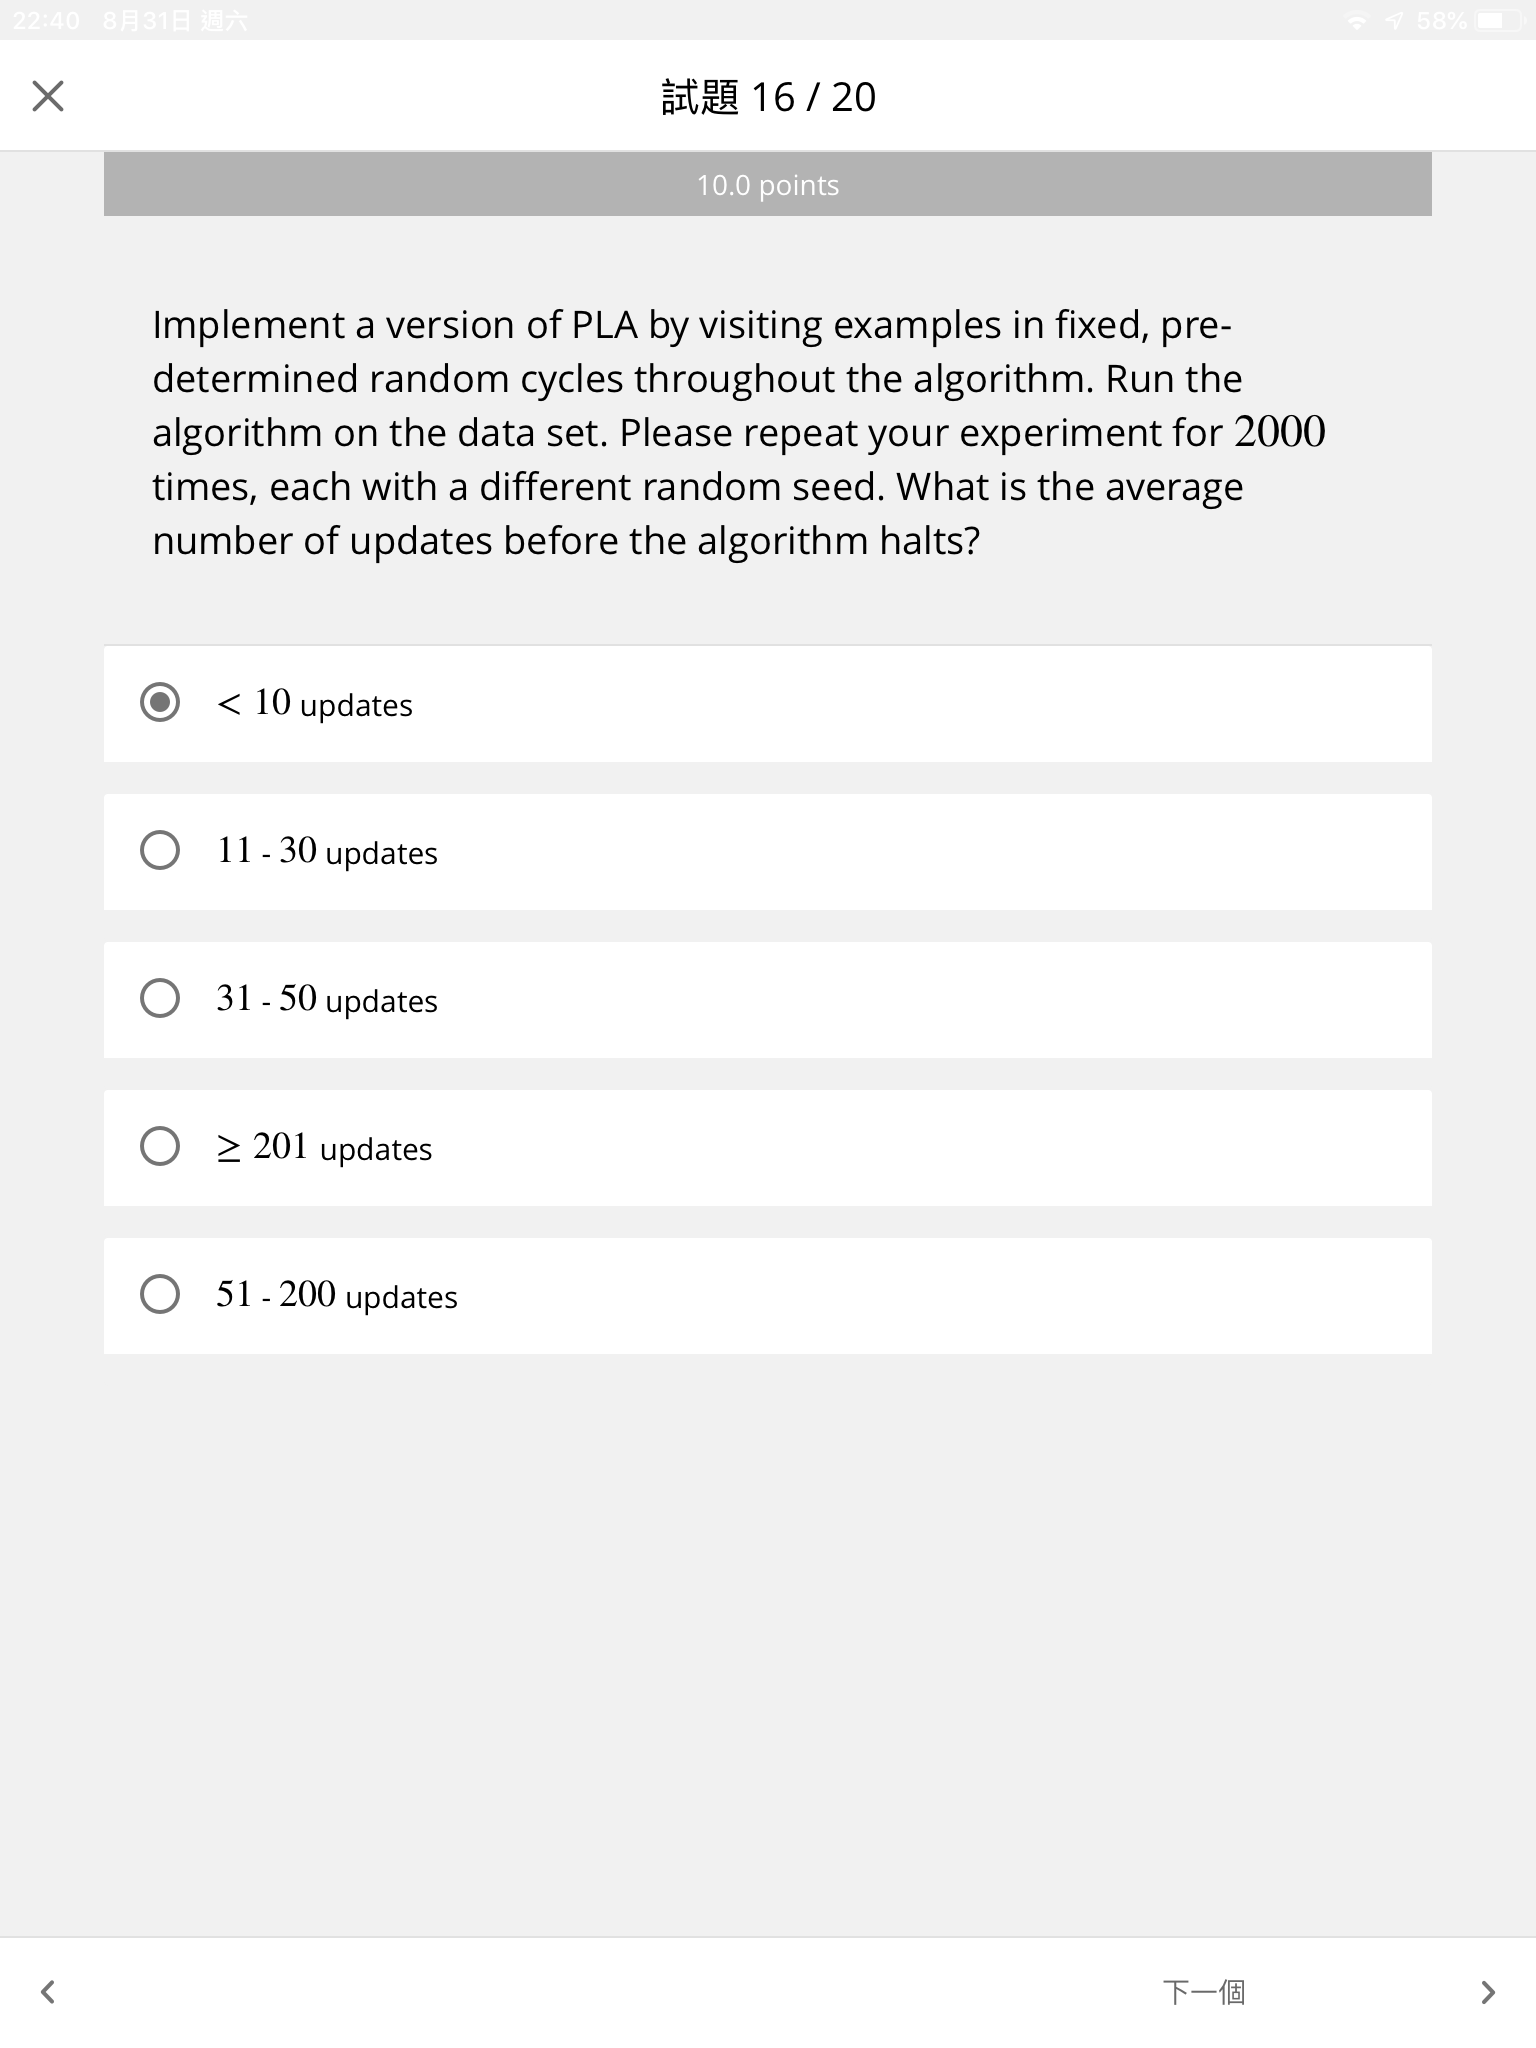 22:40 8月31日 週六
58%
試題 16 / 20
10.0 points
Implement a version of PLA by visiting examples in fixed, pre-
determined random cycles throughout the algorithm. Run the
algorithm on the data set. Please repeat your experiment for 2000
times, each with a different random seed. What is the average
number of updates before the algorithm halts?
< 10 updates
11 - 30 updates
31 - 50 updates
≥ 201 updates
51 - 200 updates
下一個